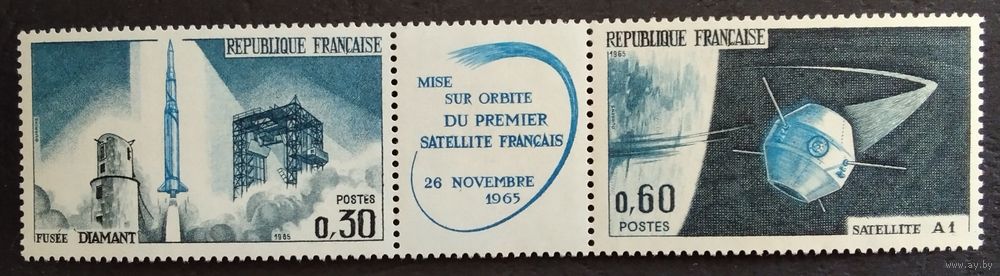 REPUBLIQUE FRANÇAISE
POSTES
0,30
FUSÉE DIAMANT
1965
MISE
SUR ORBITE
DU PREMIER
SATELLITE FRANÇAIS
26 NOVEMBRE
1965
REPUBLIQUE FRANÇAISE
1965
0,60
POSTES
SATELLITE A1
www.ay.by